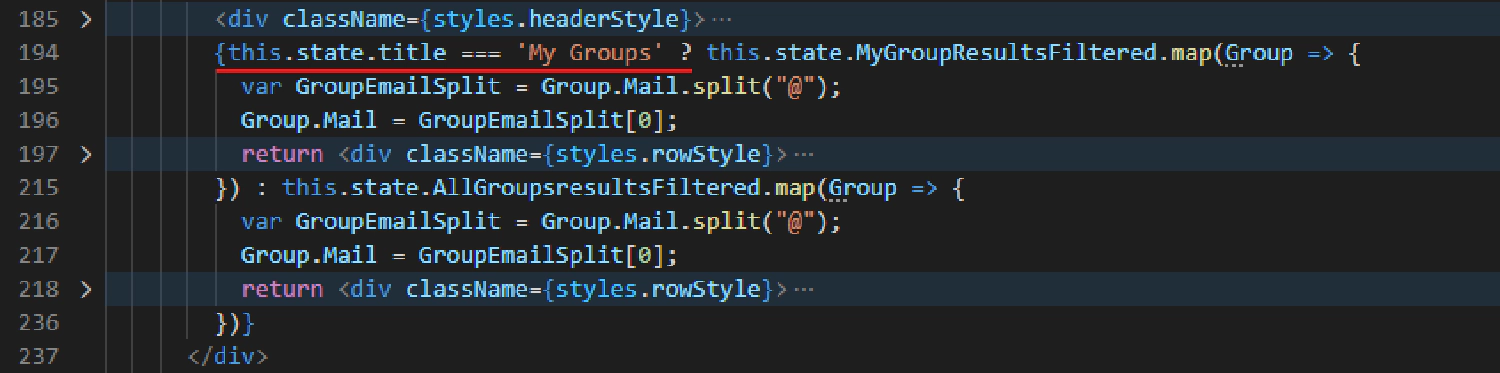 185 > <div className={styles.headerStyle}>⋯
194 {this.state.title === 'My Groups' ? this.state.MyGroupResultsFiltered.map(Group => {
195 var GroupEmailSplit = Group.Mail.split("@");
196 Group.Mail = GroupEmailSplit[0];
197 > return <div className={styles.rowStyle}>⋯
215 }) : this.state.AllGroupsresultsFiltered.map(Group => {
216 var GroupEmailSplit = Group.Mail.split("@");
217 Group.Mail = GroupEmailSplit[0];
218 > return <div className={styles.rowStyle}>⋯
236 })}
237 </div>